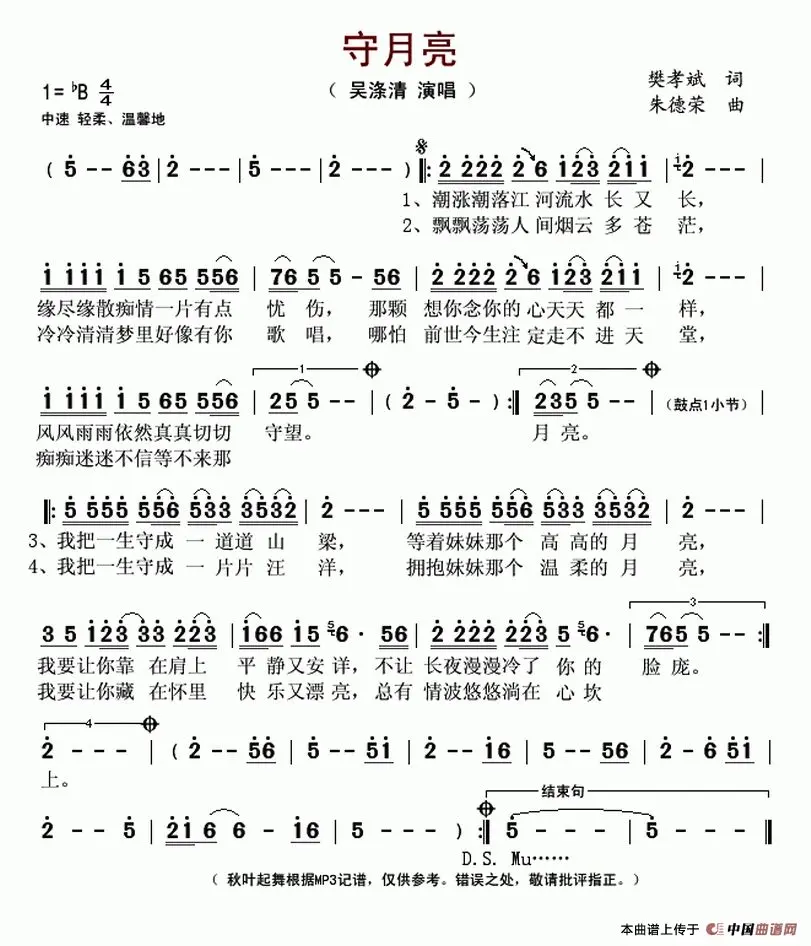 守月亮
1= ♭B 4/4
（ 吴涤清 演唱 ）
樊孝斌 词
朱德荣 曲
中速 轻柔、温馨地
( 5 - - 63 | 2 - - - | 5 - - - | 2 - - - ) 𝄋 |: 2 222 2 6 123 211 | 2 - - - |
1、潮涨潮落江 河流水 长 又 长，
2、飘飘荡荡人 间烟云 多 苍 茫，
1 111 1 5 65 556 | 76 5 5 - 56 | 2 222 2 6 123 211 | 2 - - - |
缘尽缘散痴情一片有点 忧 伤， 那颗 想你念你的 心天天 都 一 样，
冷冷清清梦里好像有你 歌 唱， 哪怕 前世今生注 定走不 进 天 堂，
1 111 1 5 65 556 | 25 5 - - | ( 2 - 5 - ) :| 235 5 - - | （鼓点1小节） |
风风雨雨依然真真切切 守望。 月 亮。
痴痴迷迷不信等不来那
|: 5 555 556 533 3532 | 2 - - - | 5 555 556 533 3532 | 2 - - - |
3、我把一生守成 一 道道 山 梁， 等着妹妹那个 高 高的 月 亮，
4、我把一生守成 一 片片 汪 洋， 拥抱妹妹那个 温 柔的 月 亮，
3 5 123 33 223 | 166 15 6· 56 | 2 222 223 5 6· | 765 5 - - :|
我要让你靠 在肩上 平 静又安 详，不让 长夜漫漫冷了 你的 脸 庞。
我要让你藏 在怀里 快 乐又漂 亮，总有 情波悠悠淌在 心坎
2 - - - | ( 2 - - 56 | 5 - - 51 | 2 - - 16 | 5 - - 56 | 2 - 6 51 |
上。
2 - - 5 | 216 6 - 16 | 5 - - - ) :| 5 - - - | 5 - - - ‖
结束句
D.S. Mu……
（ 秋叶起舞根据MP3记谱，仅供参考。错误之处，敬请批评指正。）
本曲谱上传于 中国曲谱网